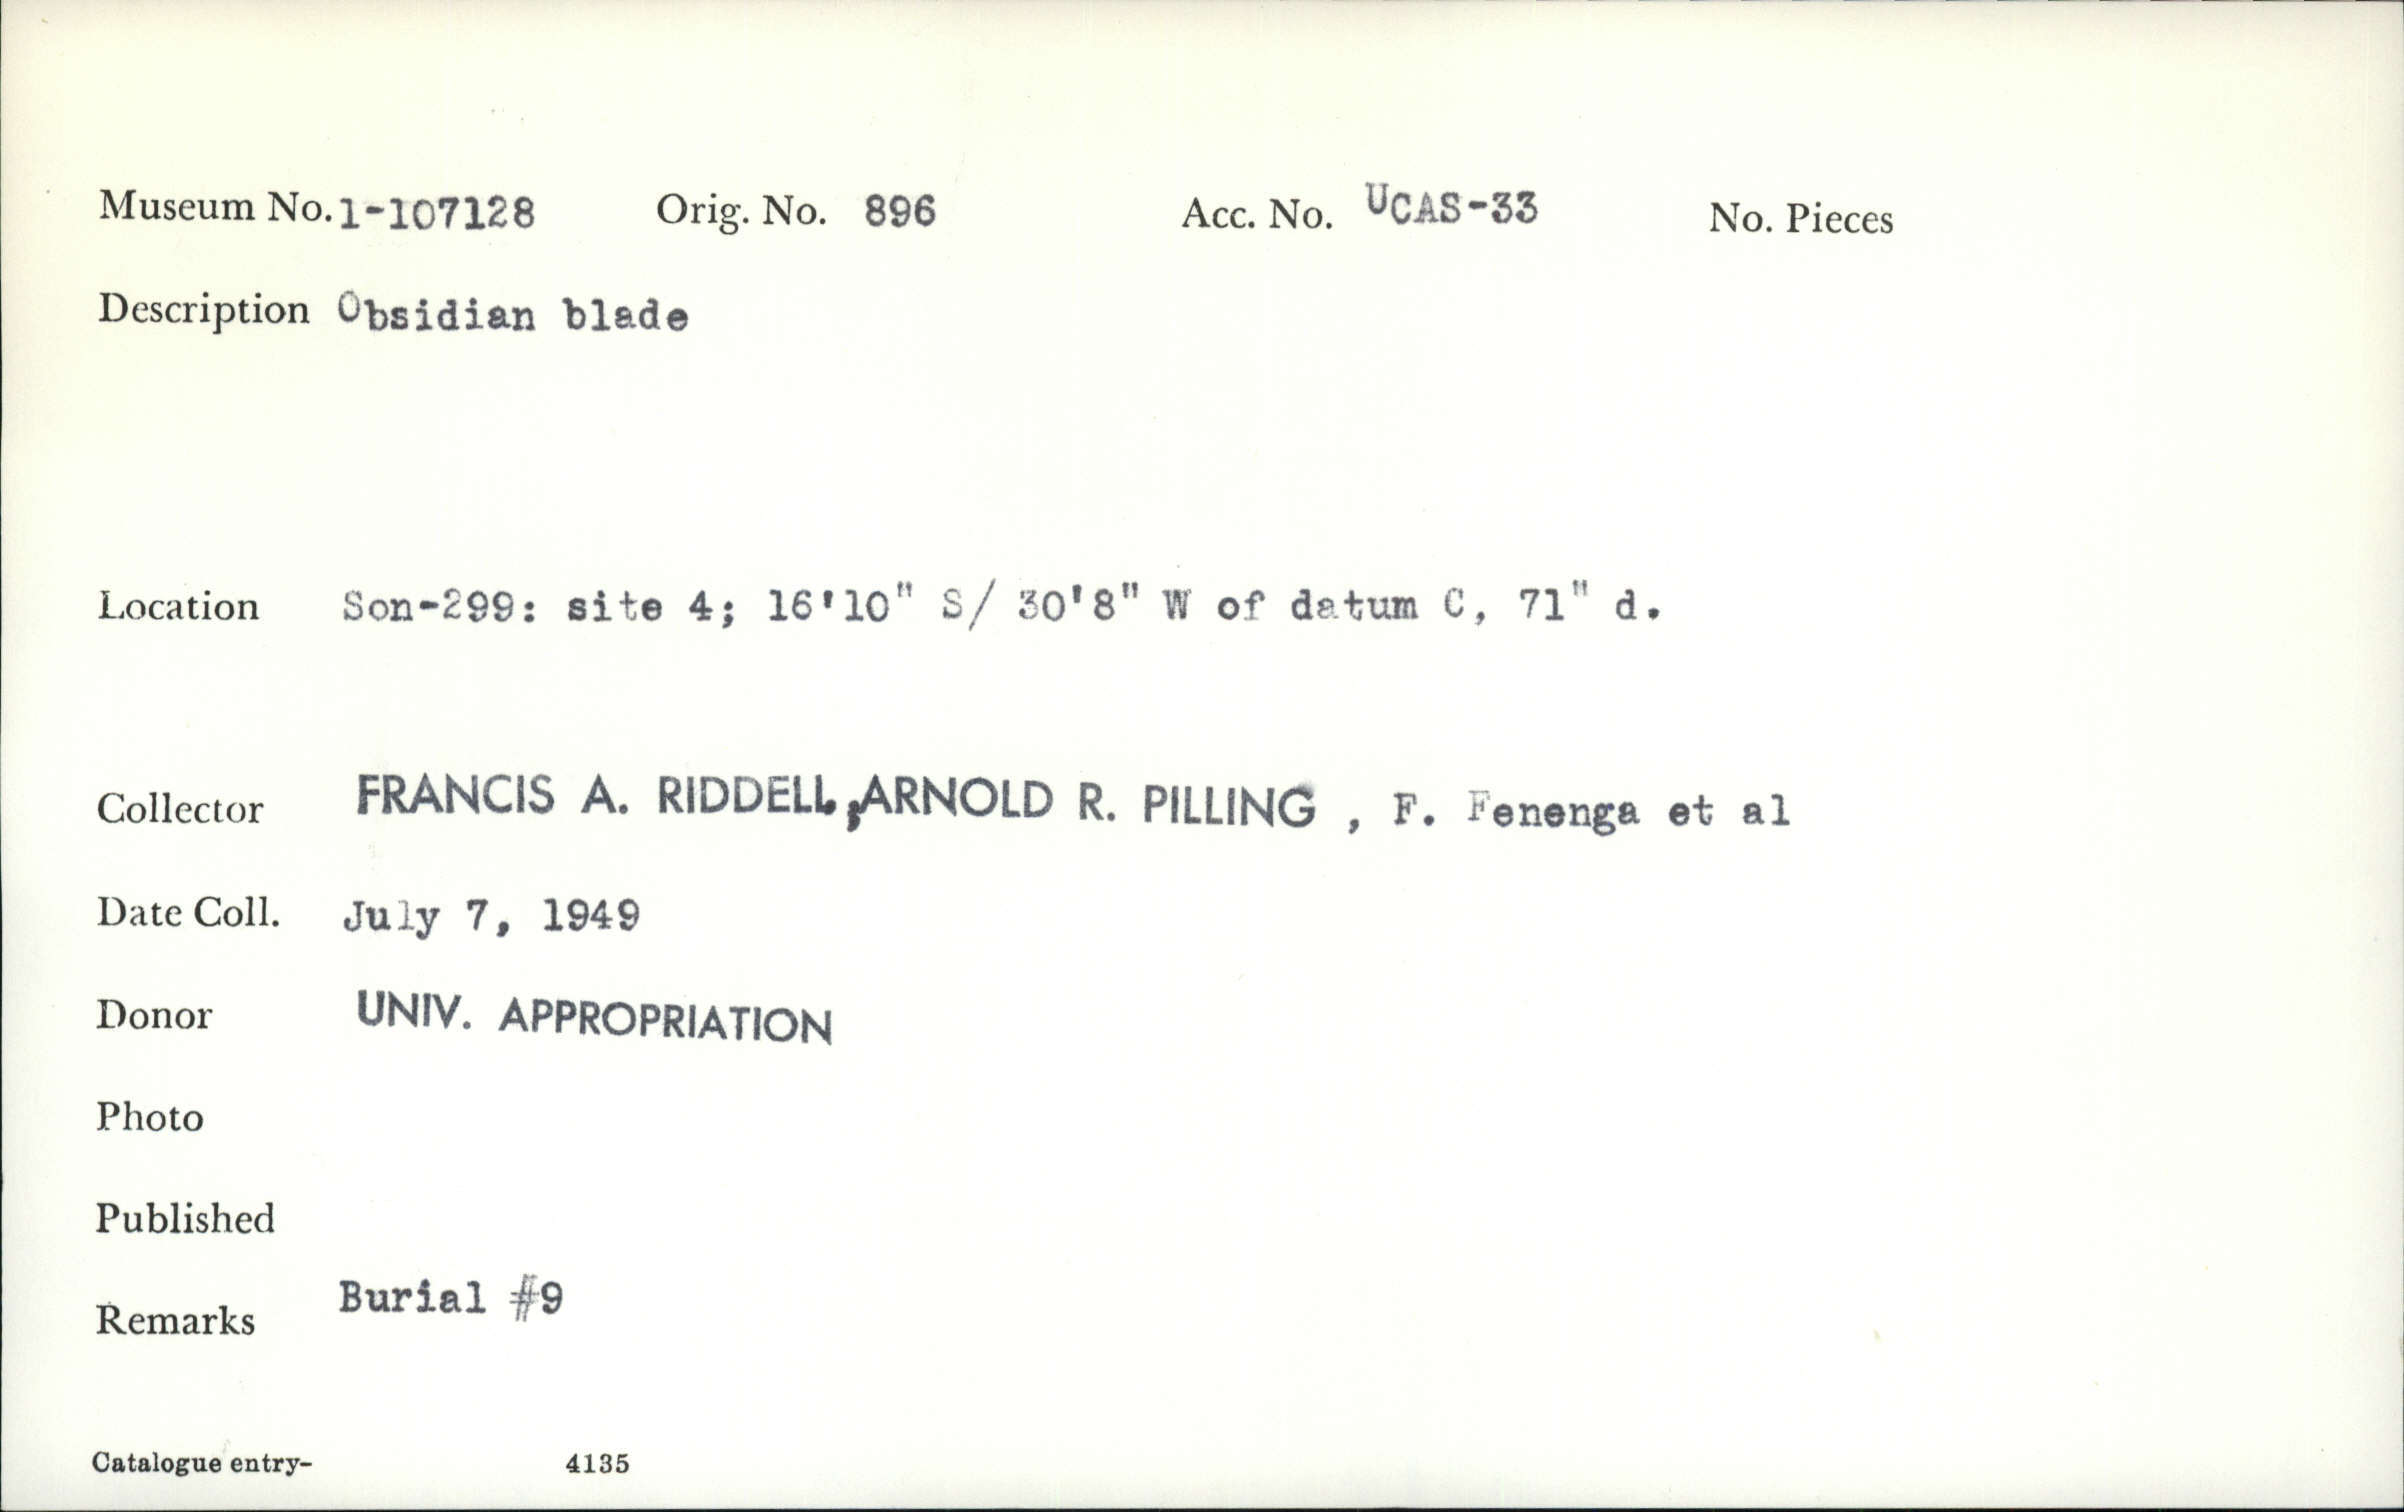 Museum No. 1-107128 Orig. No. 896 Acc. No. UCAS-33 No. Pieces
Description Obsidian blade
Location Son-299: site 4; 16'10" S/ 30'8" W of datum C, 71" d.
Collector FRANCIS A. RIDDELL, ARNOLD R. PILLING , F. Fenenga et al
Date Coll. July 7, 1949
Donor UNIV. APPROPRIATION
Photo
Published
Remarks Burial #9
Catalogue entry- 4135